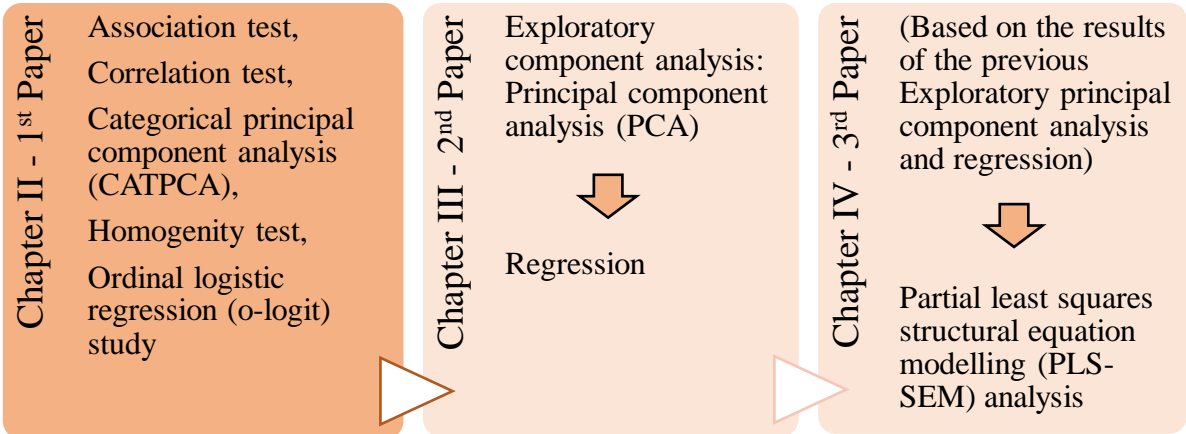 Chapter II - 1st Paper
Association test,
Correlation test,
Categorical principal
component analysis
(CATPCA),
Homogenity test,
Ordinal logistic
regression (o-logit)
study
Chapter III - 2nd Paper
Exploratory
component analysis:
Principal component
analysis (PCA)
Regression
Chapter IV - 3rd Paper
(Based on the results
of the previous
Exploratory principal
component analysis
and regression)
Partial least squares
structural equation
modelling (PLS-
SEM) analysis